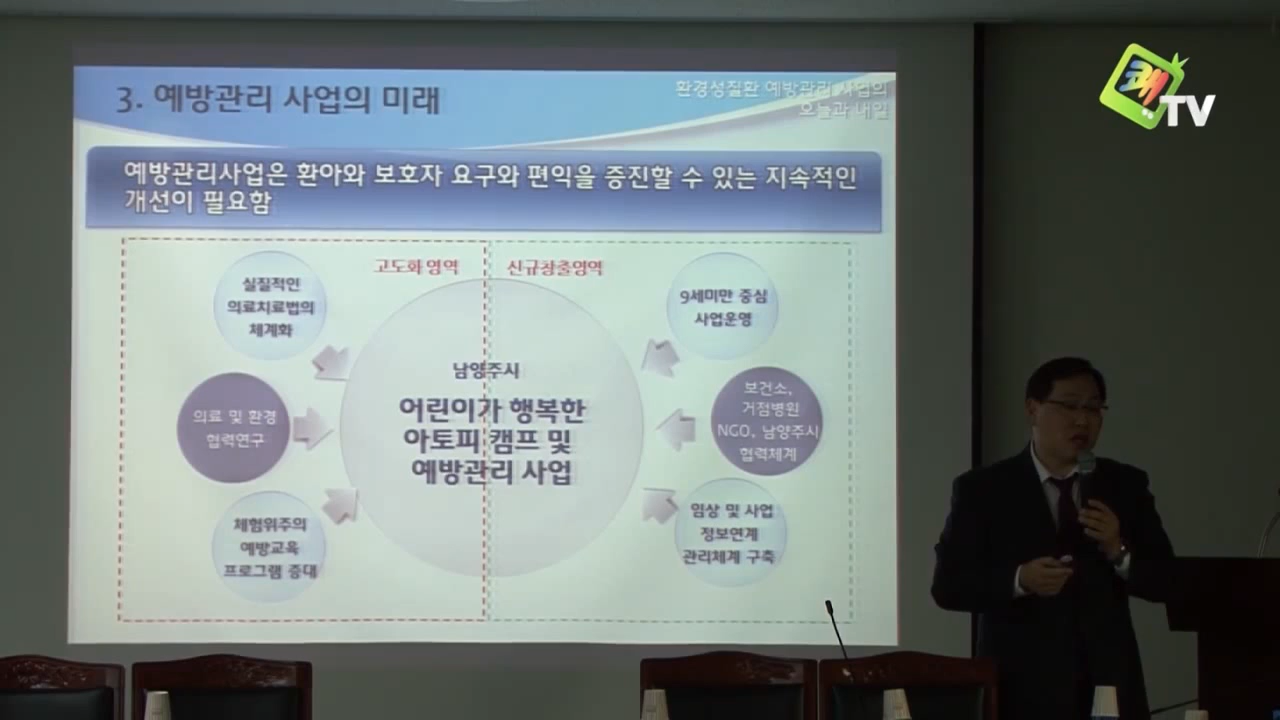 3. 예방관리 사업의 미래
환경성질환 예방관리 사업의
오늘과 내일
쾌
TV
예방관리사업은 환아와 보호자 요구와 편익을 증진할 수 있는 지속적인
개선이 필요함
고도화 영역
신규창출영역
실질적인
의료치료법의
체계화
9세미만 중심
사업운영
남양주시
어린이가 행복한
아토피 캠프 및
예방관리 사업
의료 및 환경
협력연구
보건소,
거점병원
NGO, 남양주시
협력체계
체험위주의
예방교육
프로그램 증대
임상 및 사업
정보연계
관리체계 구축